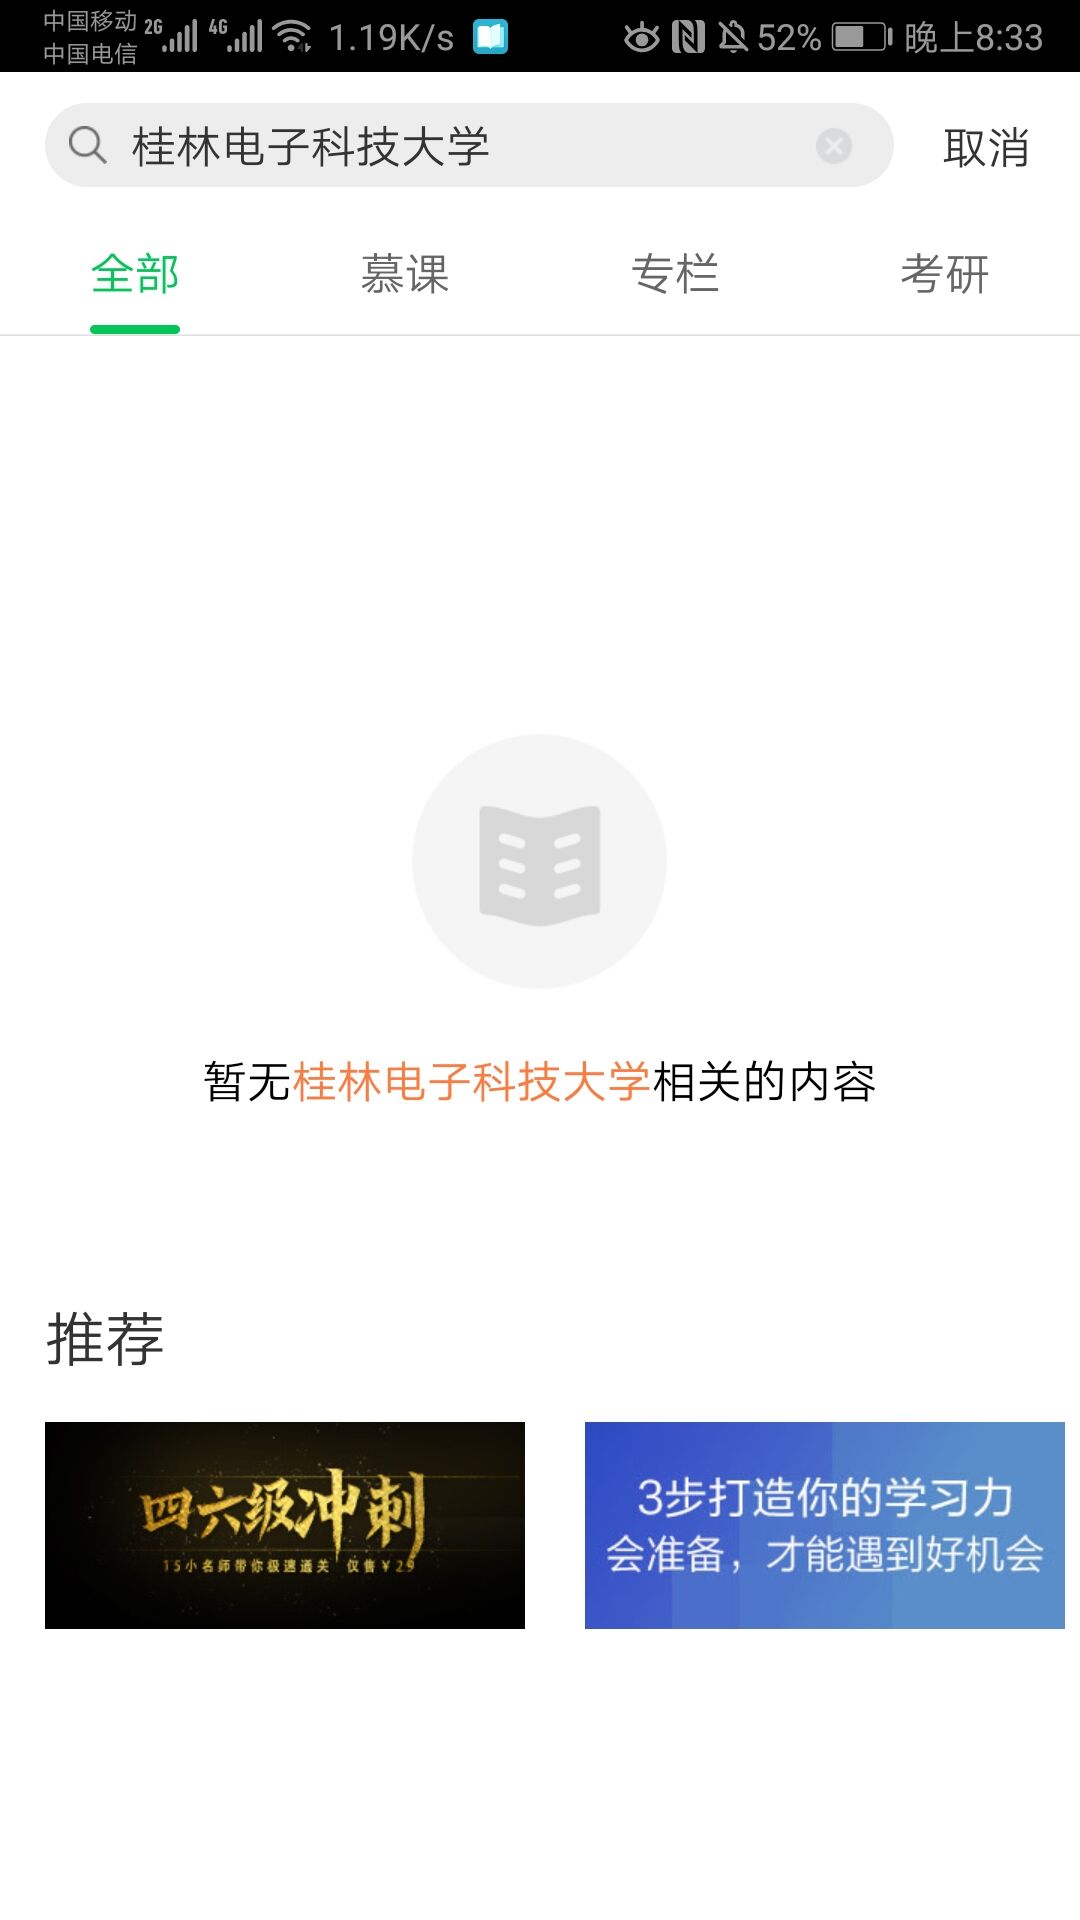 中国移动 2G 4G 1.19K/s 52% 晚上8:33
中国电信
桂林电子科技大学 取消
全部 慕课 专栏 考研
暂无桂林电子科技大学相关的内容
推荐
四六级冲刺
15小名师带你极速通关 仅售¥29
3步打造你的学习力
会准备，才能遇到好机会